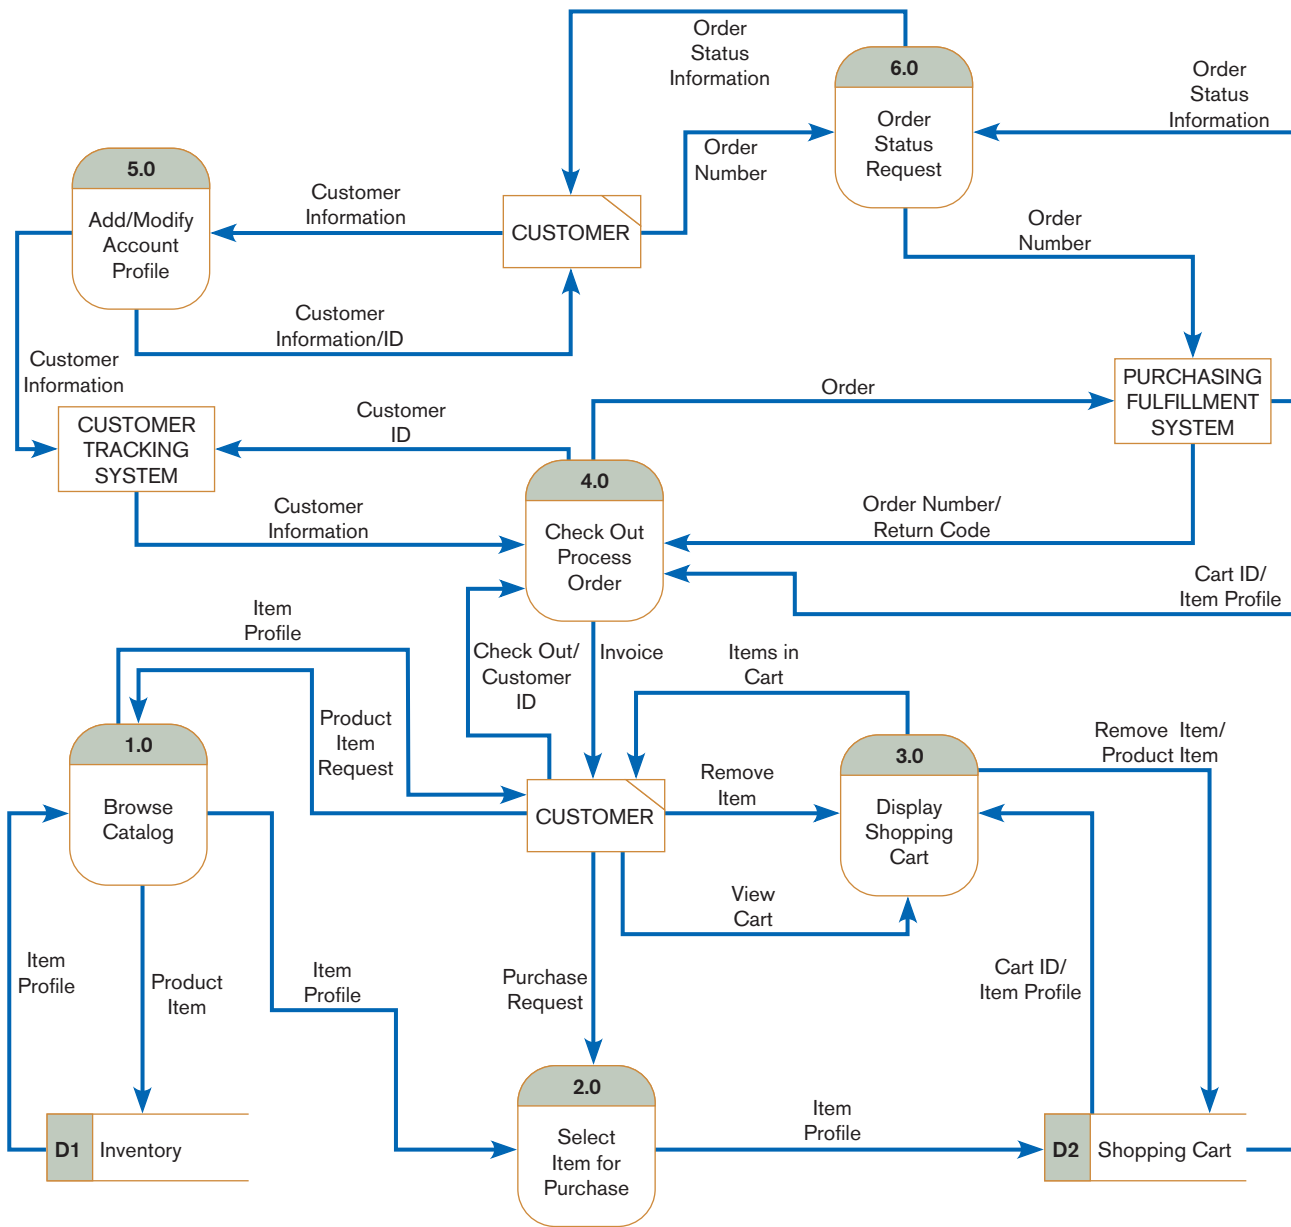 Order
Status
Information
6.0
Order
Status
Request
Order
Status
Information
Order
Number
5.0
Add/Modify
Account
Profile
Customer
Information
CUSTOMER
Order
Number
Customer
Information/ID
Customer
Information
CUSTOMER
TRACKING
SYSTEM
Customer
ID
Order
PURCHASING
FULFILLMENT
SYSTEM
4.0
Check Out
Process
Order
Customer
Information
Order Number/
Return Code
Cart ID/
Item Profile
Item
Profile
Check Out/
Customer
ID
Invoice
Items in
Cart
Product
Item
Request
1.0
Browse
Catalog
CUSTOMER
Remove
Item
3.0
Display
Shopping
Cart
Remove Item/
Product Item
View
Cart
Item
Profile
Product
Item
Item
Profile
Purchase
Request
Cart ID/
Item Profile
D1 Inventory
2.0
Select
Item for
Purchase
Item
Profile
D2 Shopping Cart